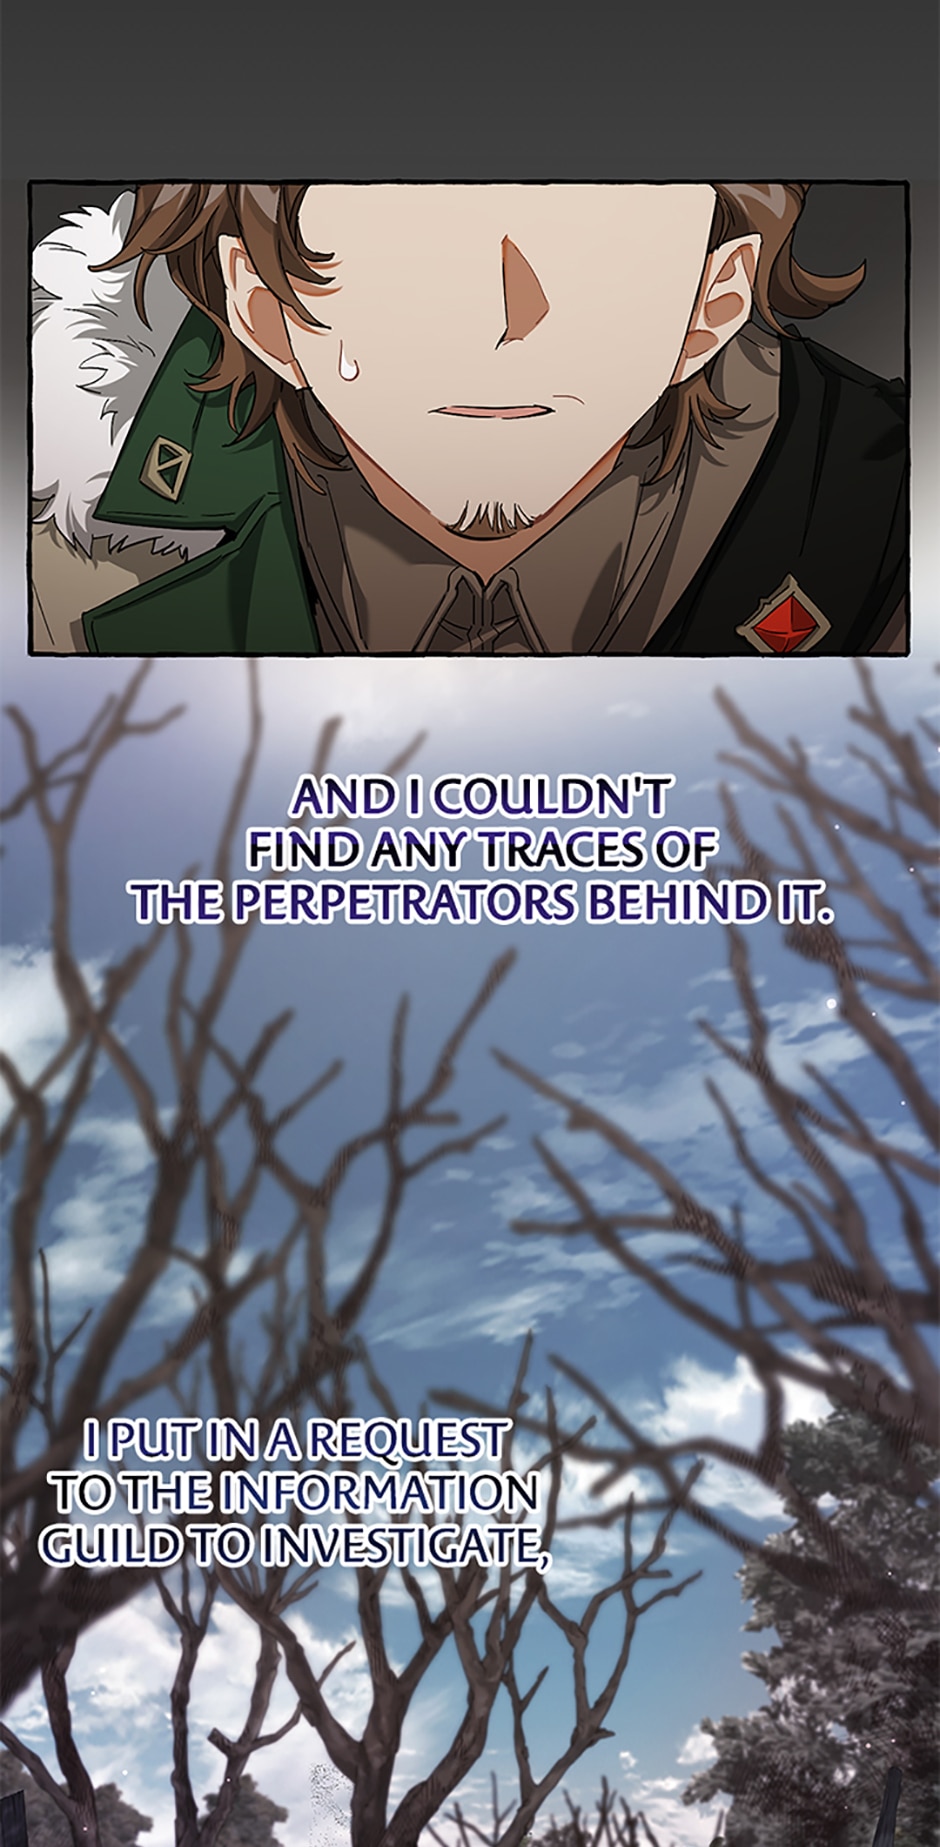 AND I COULDN'T
FIND ANY TRACES OF
THE PERPETRATORS BEHIND IT.
I PUT IN A REQUEST
TO THE INFORMATION
GUILD TO INVESTIGATE,